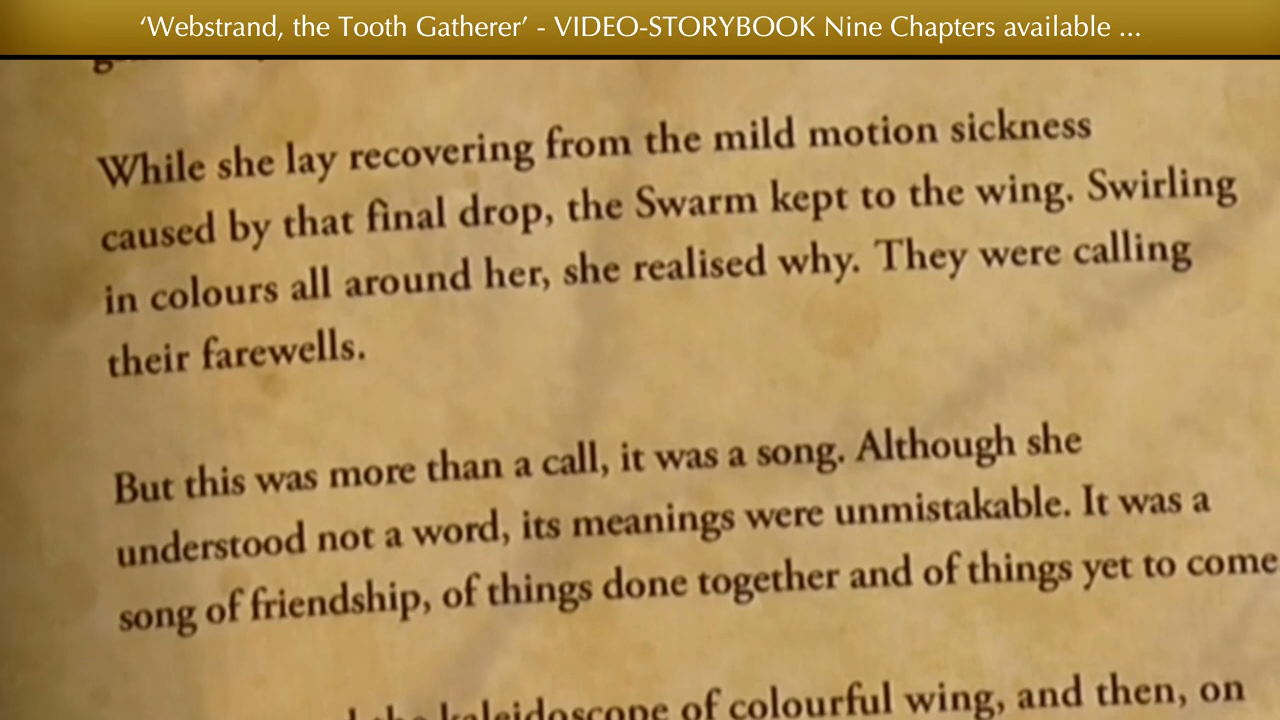 ‘Webstrand, the Tooth Gatherer’ - VIDEO-STORYBOOK Nine Chapters available ...
While she lay recovering from the mild motion sickness
caused by that final drop, the Swarm kept to the wing. Swirling
in colours all around her, she realised why. They were calling
their farewells.
But this was more than a call, it was a song. Although she
understood not a word, its meanings were unmistakable. It was a
song of friendship, of things done together and of things yet to come
kaleidoscope of colourful wing, and then, on